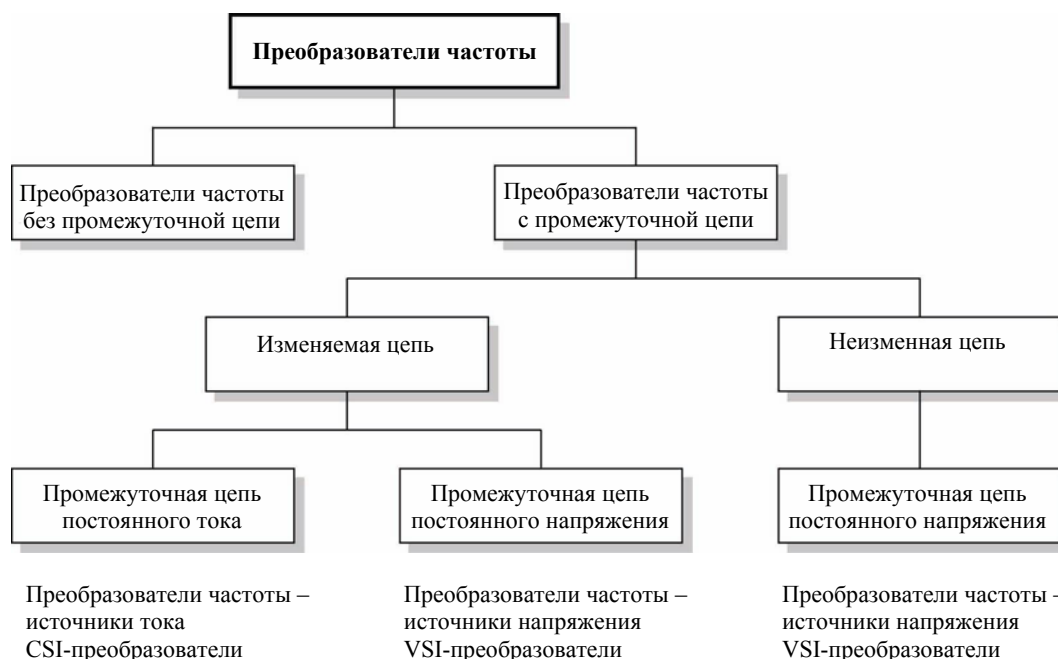 Преобразователи частоты
Преобразователи частоты
без промежуточной цепи
Преобразователи частоты
с промежуточной цепи
Изменяемая цепь
Неизменная цепь
Промежуточная цепь
постоянного тока
Промежуточная цепь
постоянного напряжения
Промежуточная цепь
постоянного напряжения
Преобразователи частоты –
источники тока
CSI-преобразователи
Преобразователи частоты –
источники напряжения
VSI-преобразователи
Преобразователи частоты –
источники напряжения
VSI-преобразователи